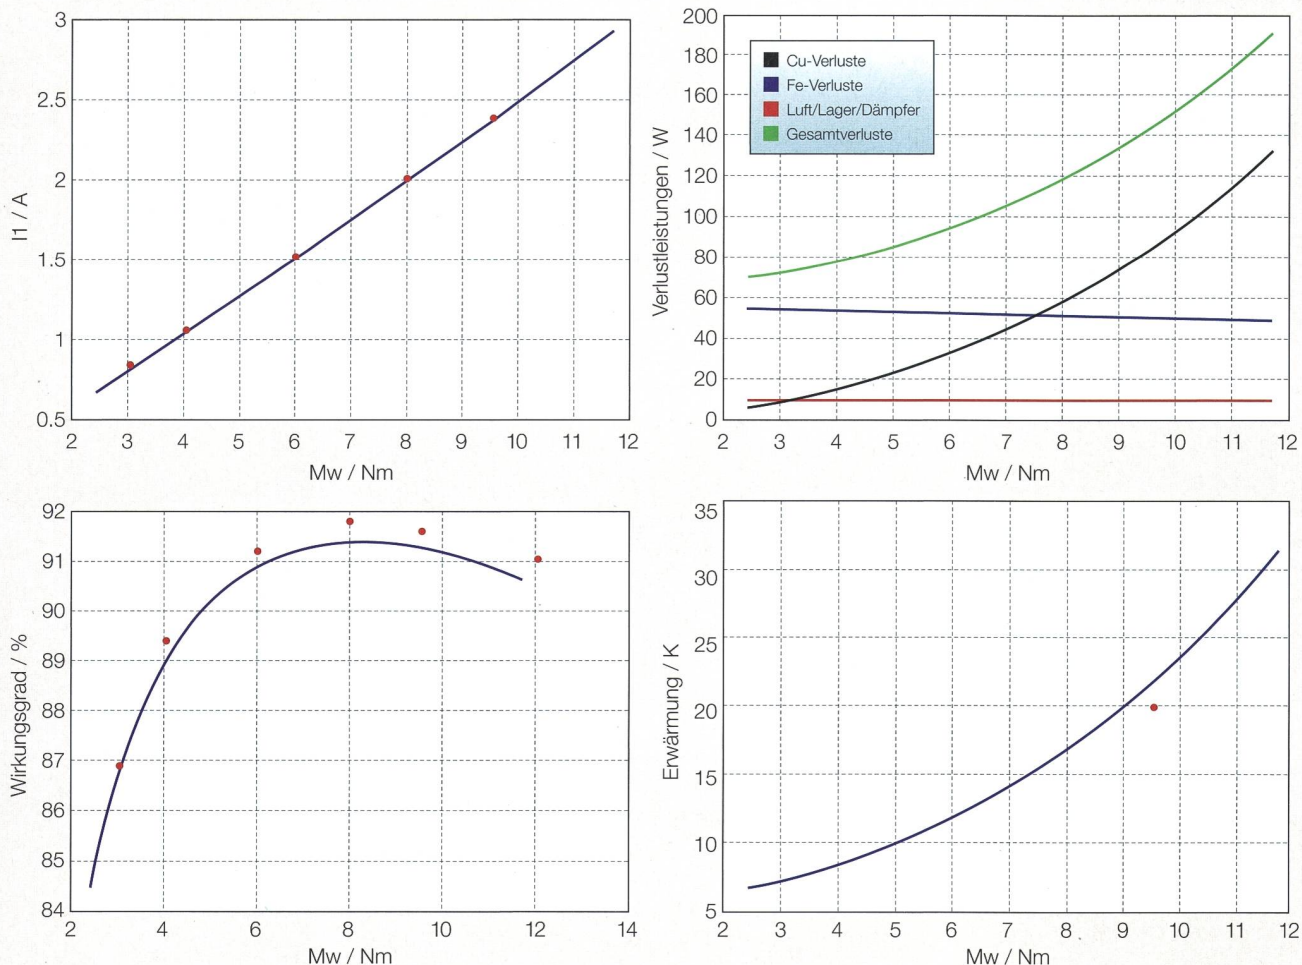 3
2.5
2
1.5
1
0.5
I1 / A
2 3 4 5 6 7 8 9 10 11 12
Mw / Nm
200
180
160
140
120
100
80
60
40
20
0
Verlustleistungen / W
Cu-Verluste
Fe-Verluste
Luft/Lager/Dämpfer
Gesamtverluste
2 3 4 5 6 7 8 9 10 11 12
Mw / Nm
92
91
90
89
88
87
86
85
84
Wirkungsgrad / %
2 4 6 8 10 12 14
Mw / Nm
35
30
25
20
15
10
5
Erwärmung / K
2 3 4 5 6 7 8 9 10 11 12
Mw / Nm